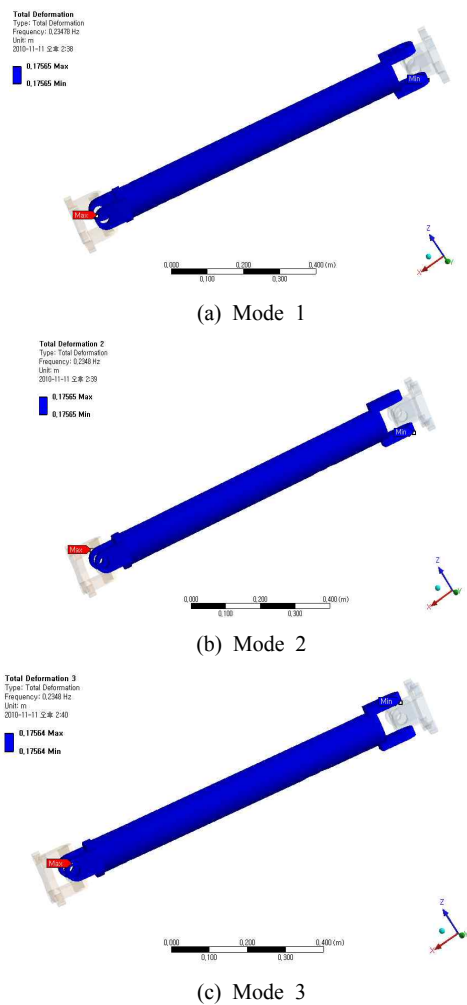 Total Deformation
Type: Total Deformation
Frequency: 0,23478 Hz
Unit: m
2010-11-11 오후 2:38
0,17565 Max
0,17565 Min
Min
Max
Z
X
Y
0,000 0,200 0,400 (m)
0,100 0,300
(a) Mode 1
Total Deformation 2
Type: Total Deformation
Frequency: 0,2348 Hz
Unit: m
2010-11-11 오후 2:39
0,17565 Max
0,17565 Min
Min
Max
Z
X
Y
0,000 0,200 0,400 (m)
0,100 0,300
(b) Mode 2
Total Deformation 3
Type: Total Deformation
Frequency: 0,2348 Hz
Unit: m
2010-11-11 오후 2:40
0,17564 Max
0,17564 Min
Min
Max
Z
X
0,000 0,200 0,400 (m)
0,100 0,300
(c) Mode 3